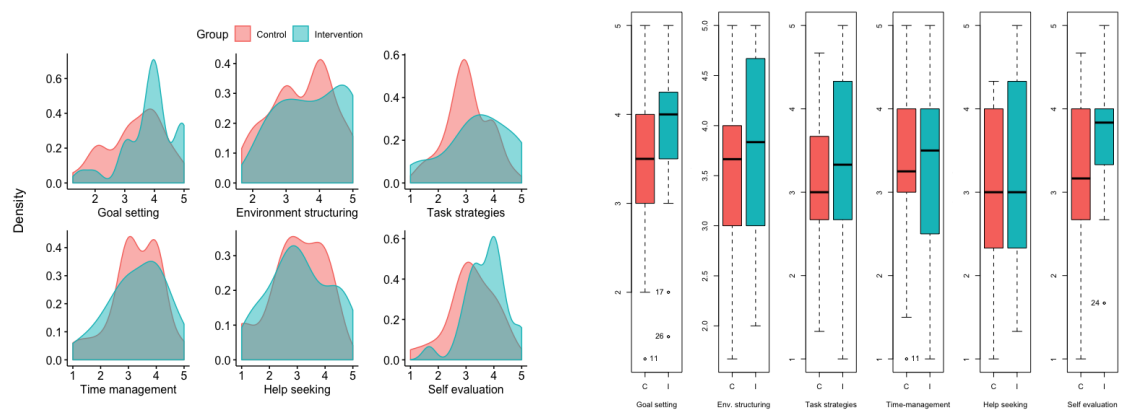 Group Control Intervention
Density
0.6
0.4
0.2
0.0
2 3 4 5
Goal setting
0.4
0.3
0.2
0.1
0.0
2 3 4 5
Environment structuring
0.6
0.4
0.2
0.0
1 2 3 4 5
Task strategies
0.4
0.3
0.2
0.1
0.0
1 2 3 4 5
Time management
0.3
0.2
0.1
0.0
1 2 3 4 5
Help seeking
0.6
0.4
0.2
0.0
1 2 3 4 5
Self evaluation
5
4
3
2
17
26
11
C I
Goal setting
5.0
4.5
4.0
3.5
3.0
2.5
2.0
C I
Env. structuring
5
4
3
2
1
C I
Task strategies
5
4
3
2
1
11
C I
Time-management
5
4
3
2
1
C I
Help seeking
5
4
3
2
1
24
C I
Self evaluation